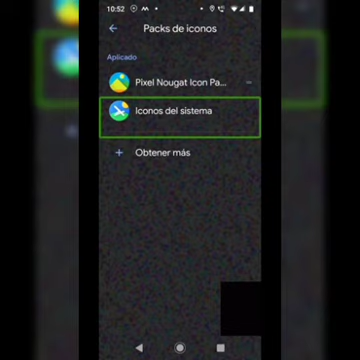 10:52
Packs de iconos
Aplicado
Pixel Nougat Icon Pa...
Iconos del sistema
Obtener más